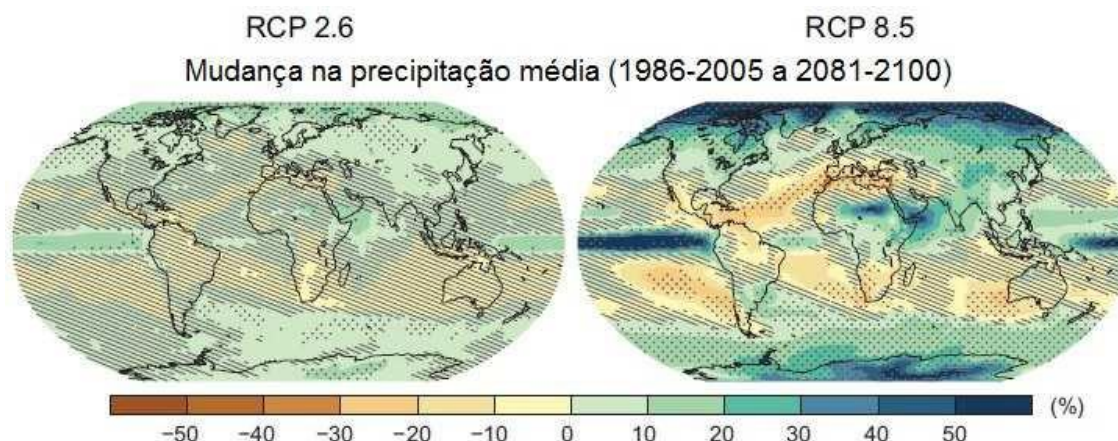 RCP 2.6 RCP 8.5
Mudança na precipitação média (1986-2005 a 2081-2100)
(%)
−50 −40 −30 −20 −10 0 10 20 30 40 50